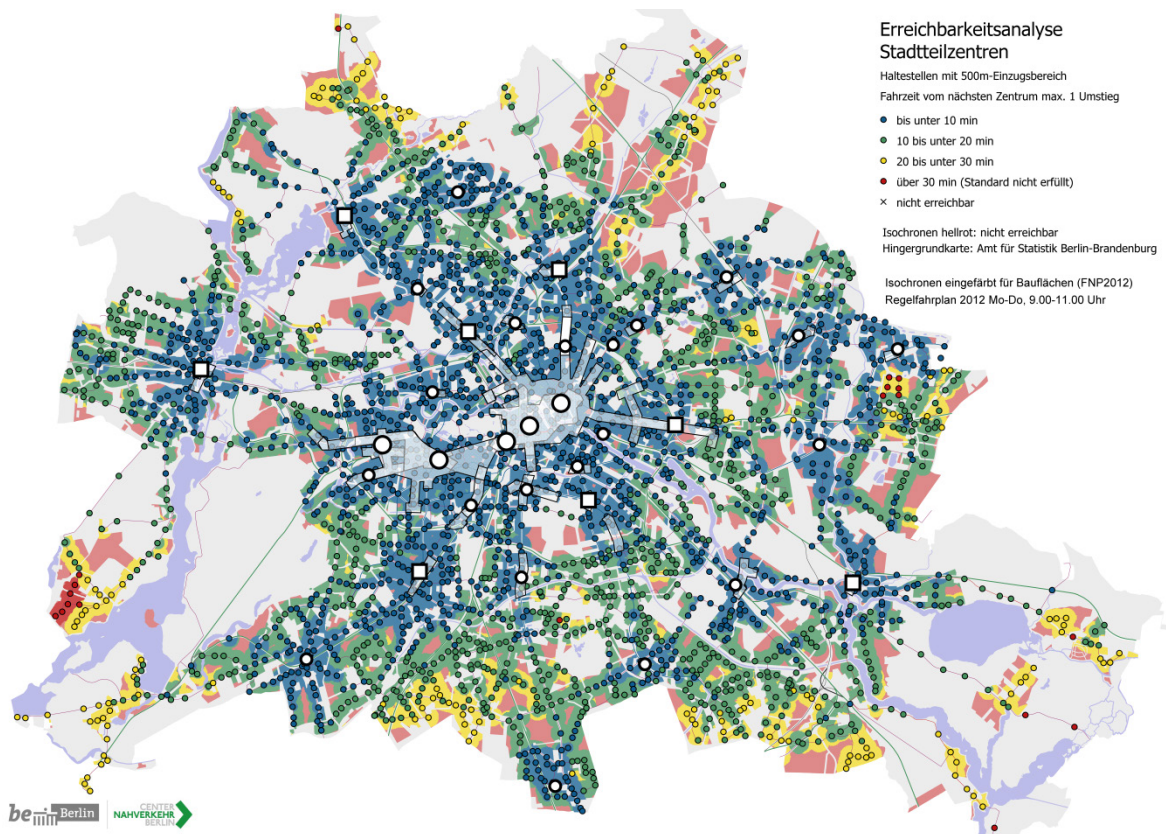 Erreichbarkeitsanalyse
Stadtteilzentren
Haltestellen mit 500m-Einzugsbereich
Fahrzeit vom nächsten Zentrum max. 1 Umstieg
bis unter 10 min
10 bis unter 20 min
20 bis unter 30 min
über 30 min (Standard nicht erfüllt)
nicht erreichbar
Isochronen hellrot: nicht erreichbar
Hingergrundkarte: Amt für Statistik Berlin-Brandenburg
Isochronen eingefärbt für Bauflächen (FNP2012)
Regelfahrplan 2012 Mo-Do, 9.00-11.00 Uhr
be Berlin
CENTER
NAHVERKEHR
BERLIN